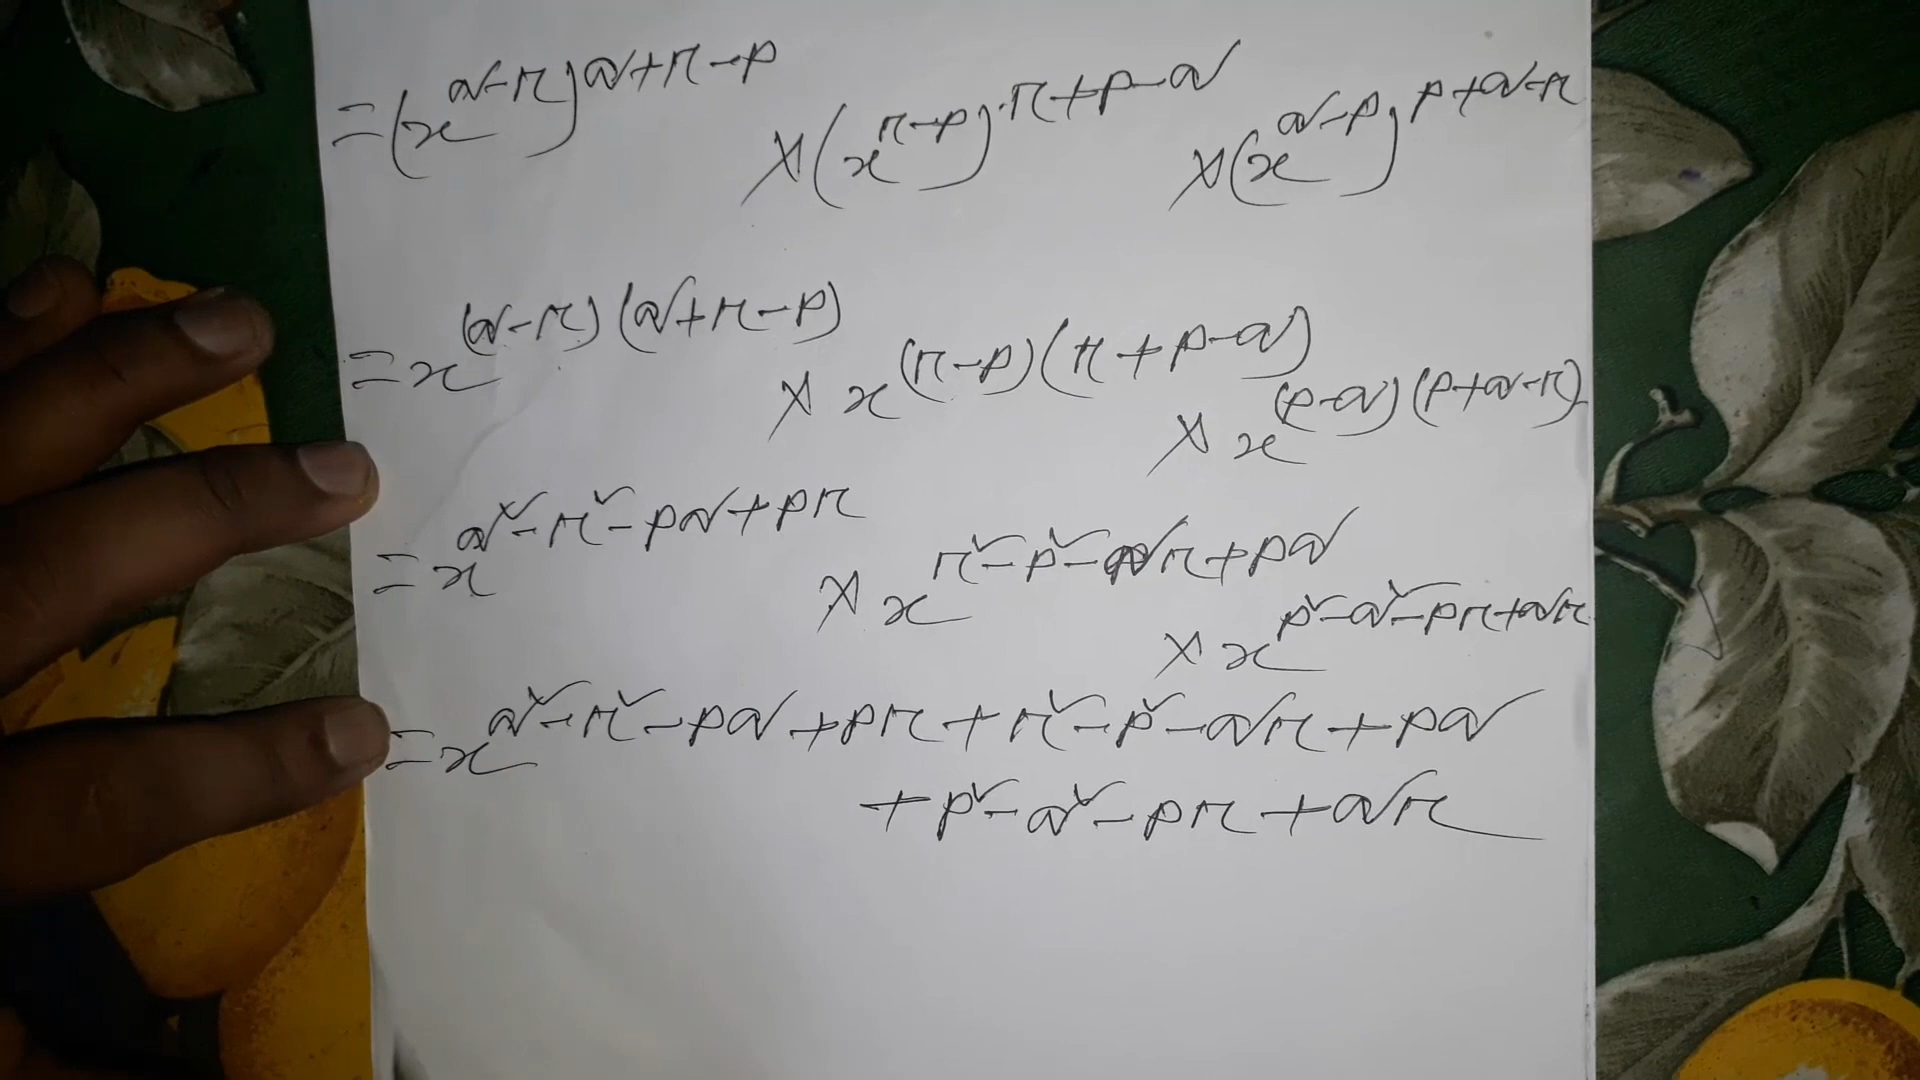 = (x^{q-r})^{q+r-p} × (x^{r-p})^{r+p-q} × (x^{q-p})^{p+q-r}
= x^{(q-r)(q+r-p)} × x^{(r-p)(r+p-q)} × x^{(p-q)(p+q-r)}
= x^{q²-r²-pq+pr} × x^{r²-p²-qr+pq} × x^{p²-q²-pr+qr}
= x^{q²-r²-pq+pr+r²-p²-qr+pq
+p²-q²-pr+qr}